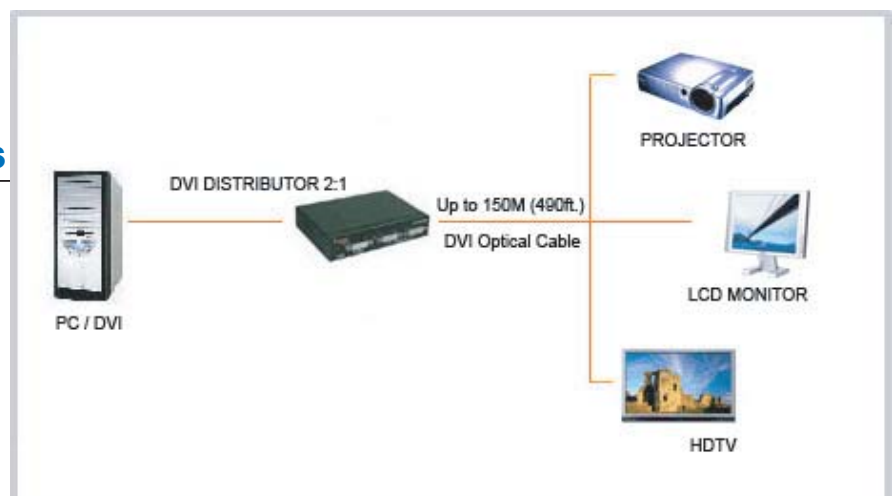 PROJECTOR
S
DVI DISTRIBUTOR 2:1
Up to 150M (490ft.)
DVI Optical Cable
LCD MONITOR
PC / DVI
HDTV